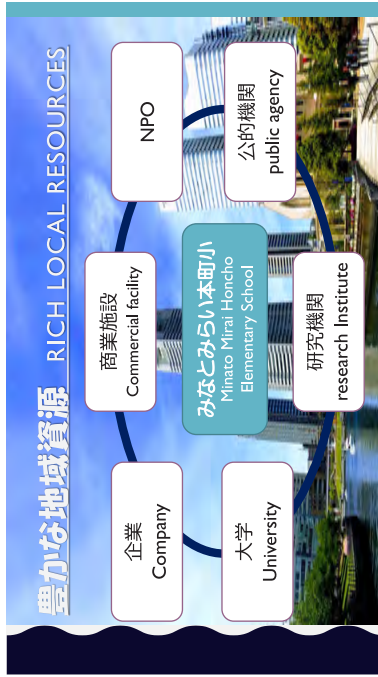 豊かな地域資源 RICH LOCAL RESOURCES
企業
Company
商業施設
Commercial facility
NPO
みなとみらい本町小
Minato Mirai Honcho
Elementary School
大学
University
研究機関
research Institute
公的機関
public agency